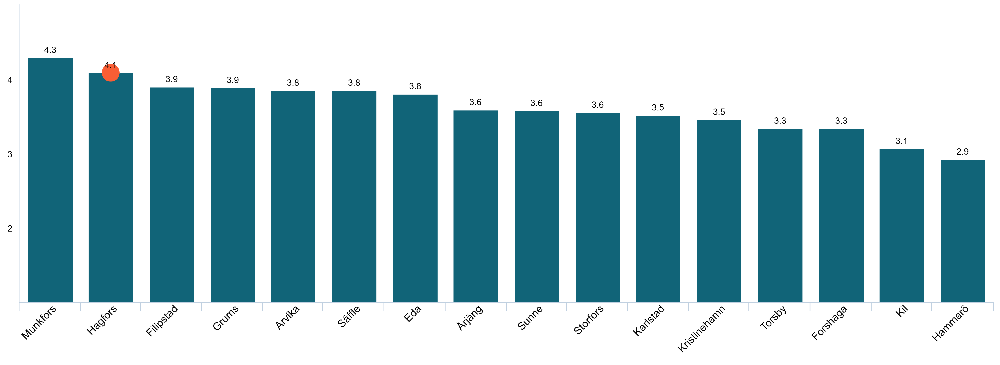 4.3
4.1
4
3.9
3.9
3.8
3.8
3.8
3.6
3.6
3.6
3.5
3.5
3.3
3.3
3.1
2.9
3
2
Munkfors
Hagfors
Filipstad
Grums
Arvika
Säffle
Eda
Årjäng
Sunne
Storfors
Karlstad
Kristinehamn
Torsby
Forshaga
Kil
Hammarö